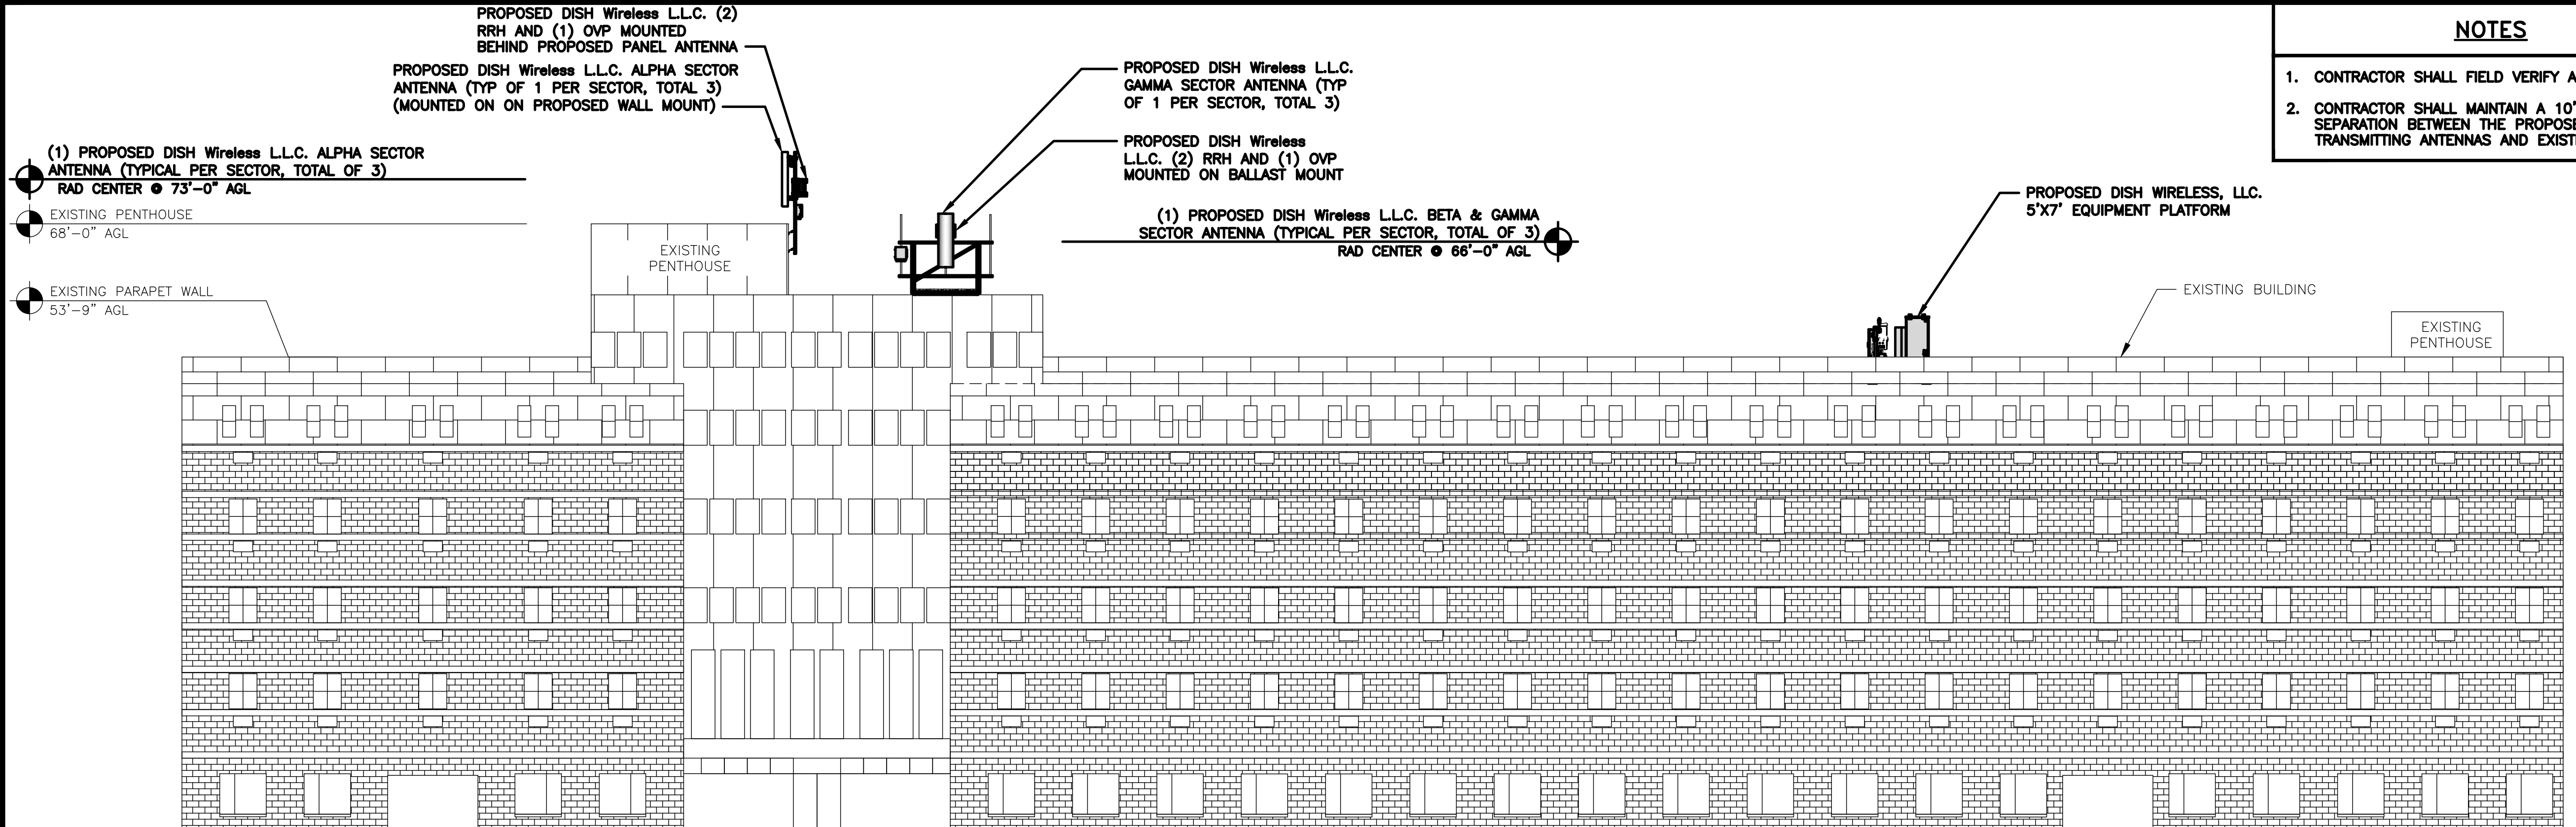 PROPOSED DISH Wireless L.L.C. (2)
RRH AND (1) OVP MOUNTED
BEHIND PROPOSED PANEL ANTENNA
PROPOSED DISH Wireless L.L.C. ALPHA SECTOR
ANTENNA (TYP OF 1 PER SECTOR, TOTAL 3)
(MOUNTED ON ON PROPOSED WALL MOUNT)
(1) PROPOSED DISH Wireless L.L.C. ALPHA SECTOR
ANTENNA (TYPICAL PER SECTOR, TOTAL OF 3)
RAD CENTER @ 73'-0" AGL
EXISTING PENTHOUSE
68'-0" AGL
EXISTING PARAPET WALL
53'-9" AGL
EXISTING
PENTHOUSE
PROPOSED DISH Wireless L.L.C.
GAMMA SECTOR ANTENNA (TYP
OF 1 PER SECTOR, TOTAL 3)
PROPOSED DISH Wireless
L.L.C. (2) RRH AND (1) OVP
MOUNTED ON BALLAST MOUNT
(1) PROPOSED DISH Wireless L.L.C. BETA & GAMMA
SECTOR ANTENNA (TYPICAL PER SECTOR, TOTAL OF 3)
RAD CENTER @ 66'-0" AGL
PROPOSED DISH WIRELESS, LLC.
5'X7' EQUIPMENT PLATFORM
EXISTING BUILDING
EXISTING
PENTHOUSE
NOTES
1. CONTRACTOR SHALL FIELD VERIFY
2. CONTRACTOR SHALL MAINTAIN A 10'
SEPARATION BETWEEN THE
TRANSMITTING ANTENNAS AND